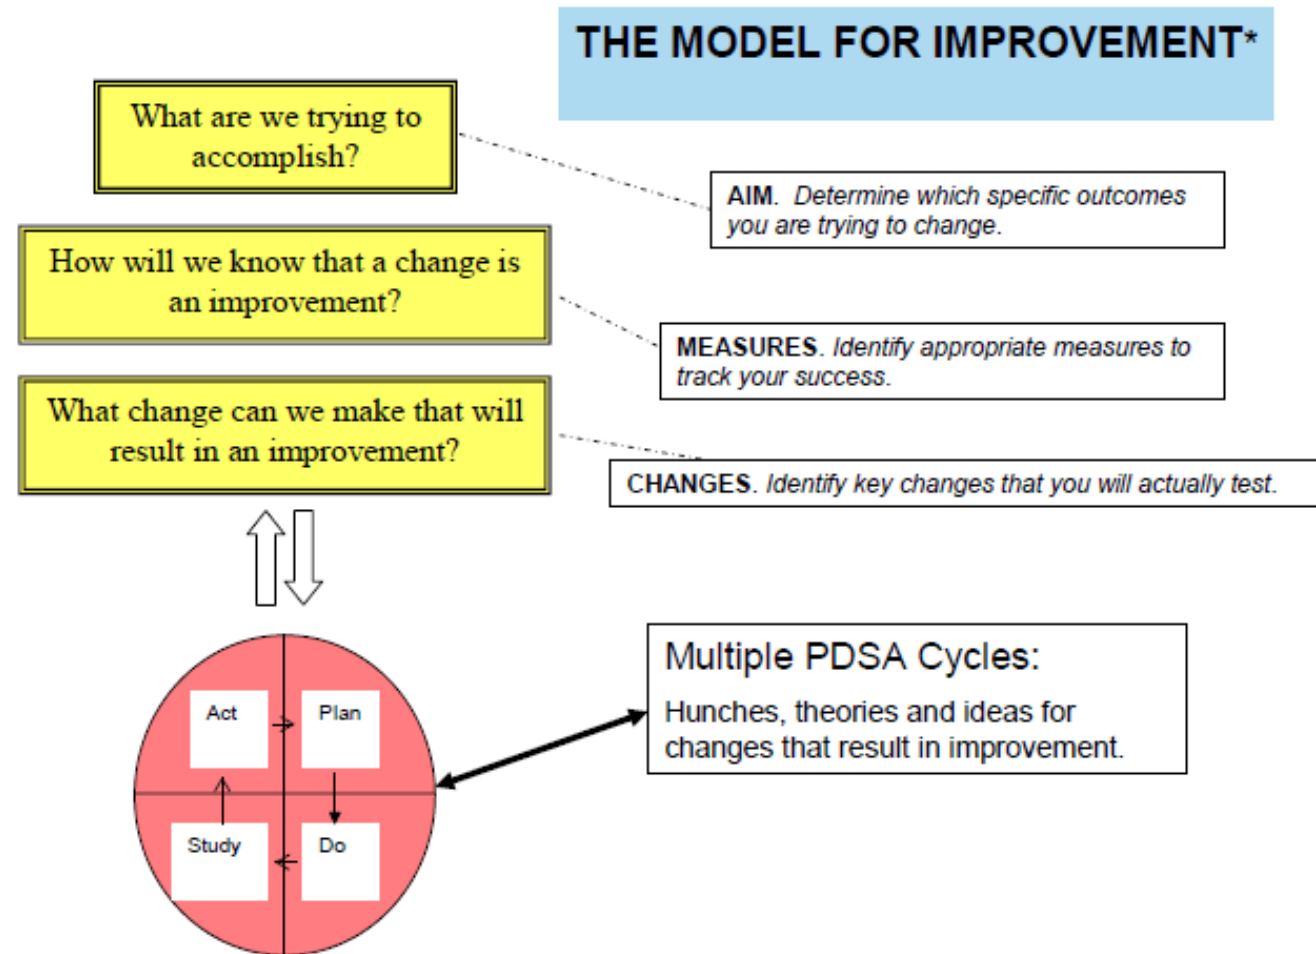 THE MODEL FOR IMPROVEMENT*
What are we trying to
accomplish?
AIM.  Determine which specific outcomes
you are trying to change.
How will we know that a change is
an improvement?
MEASURES. Identify appropriate measures to
track your success.
What change can we make that will
result in an improvement?
CHANGES. Identify key changes that you will actually test.
Act
Plan
Study
Do
Multiple PDSA Cycles:
Hunches, theories and ideas for
changes that result in improvement.